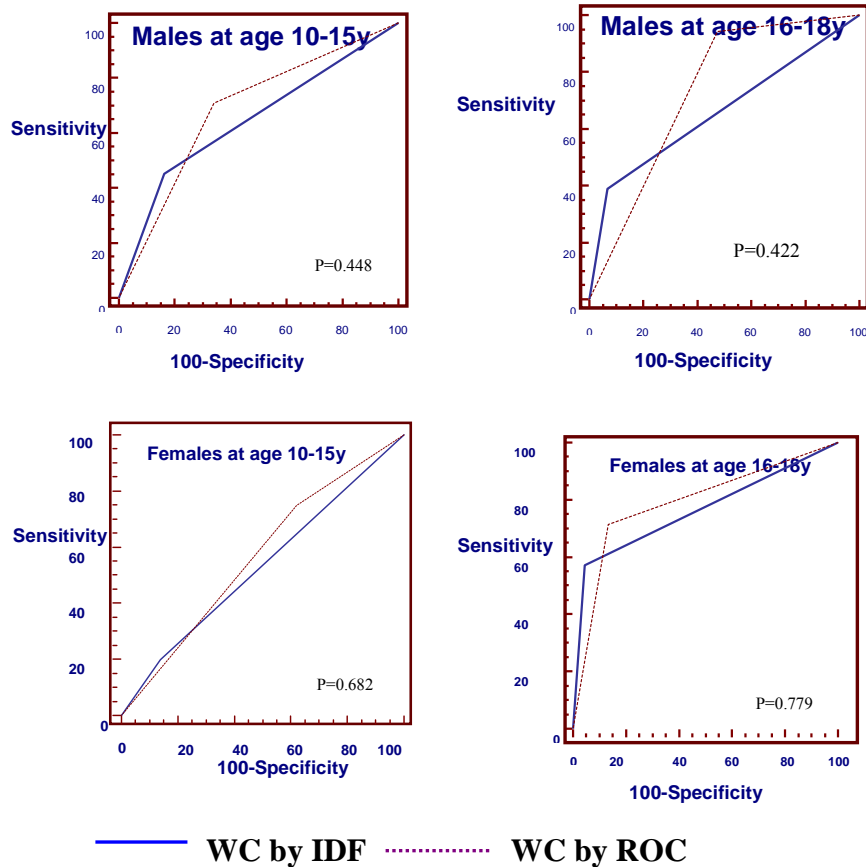 Males at age 10-15y
100
80
Sensitivity
60
40
20
0
P=0.448
0 20 40 60 80 100
100-Specificity
Males at age 16-18y
100
80
Sensitivity
60
40
20
0
P=0.422
0 20 40 60 80 100
100-Specificity
Females at age 10-15y
100
80
Sensitivity
60
40
20
0
P=0.682
0 20 40 60 80 100
100-Specificity
Females at age 16-18y
100
80
Sensitivity
60
40
20
0
P=0.779
0 20 40 60 80 100
100-Specificity
WC by IDF WC by ROC